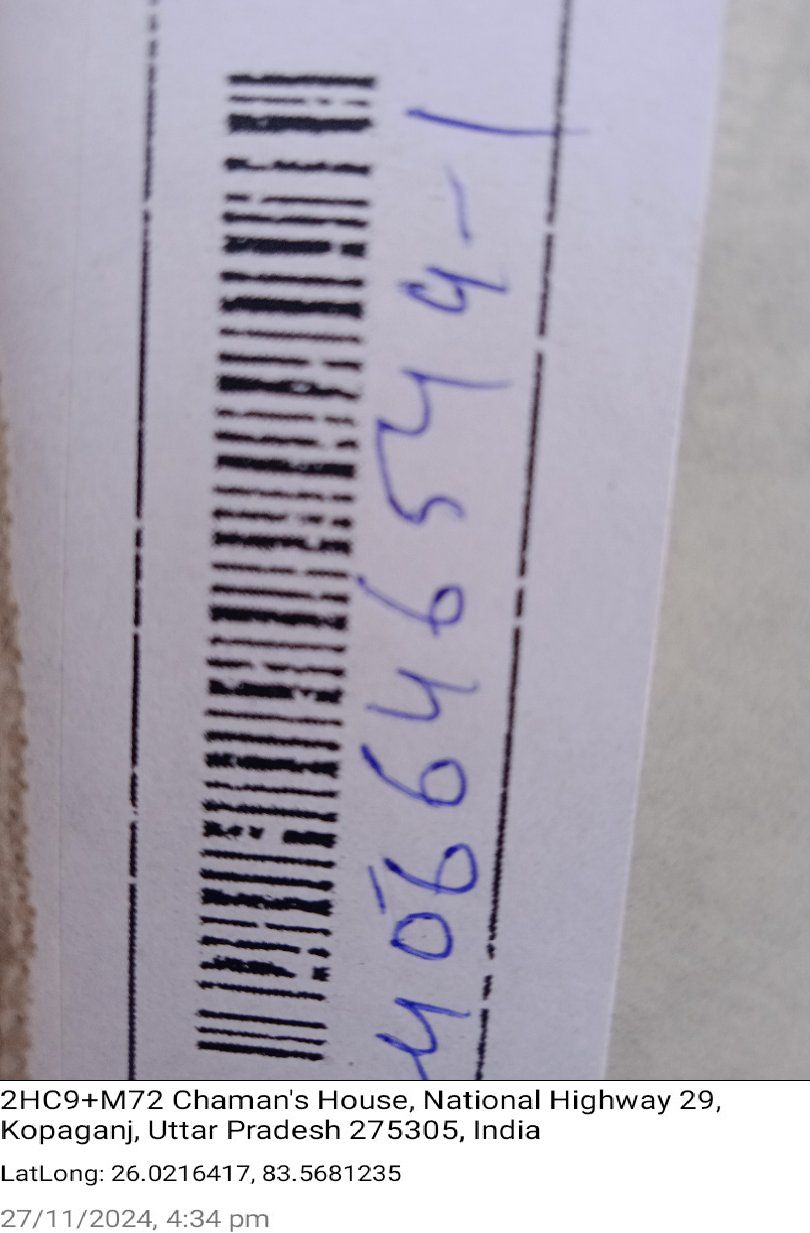 406646544-1
2HC9+M72 Chaman's House, National Highway 29,
Kopaganj, Uttar Pradesh 275305, India
LatLong: 26.0216417, 83.5681235
27/11/2024, 4:34 pm